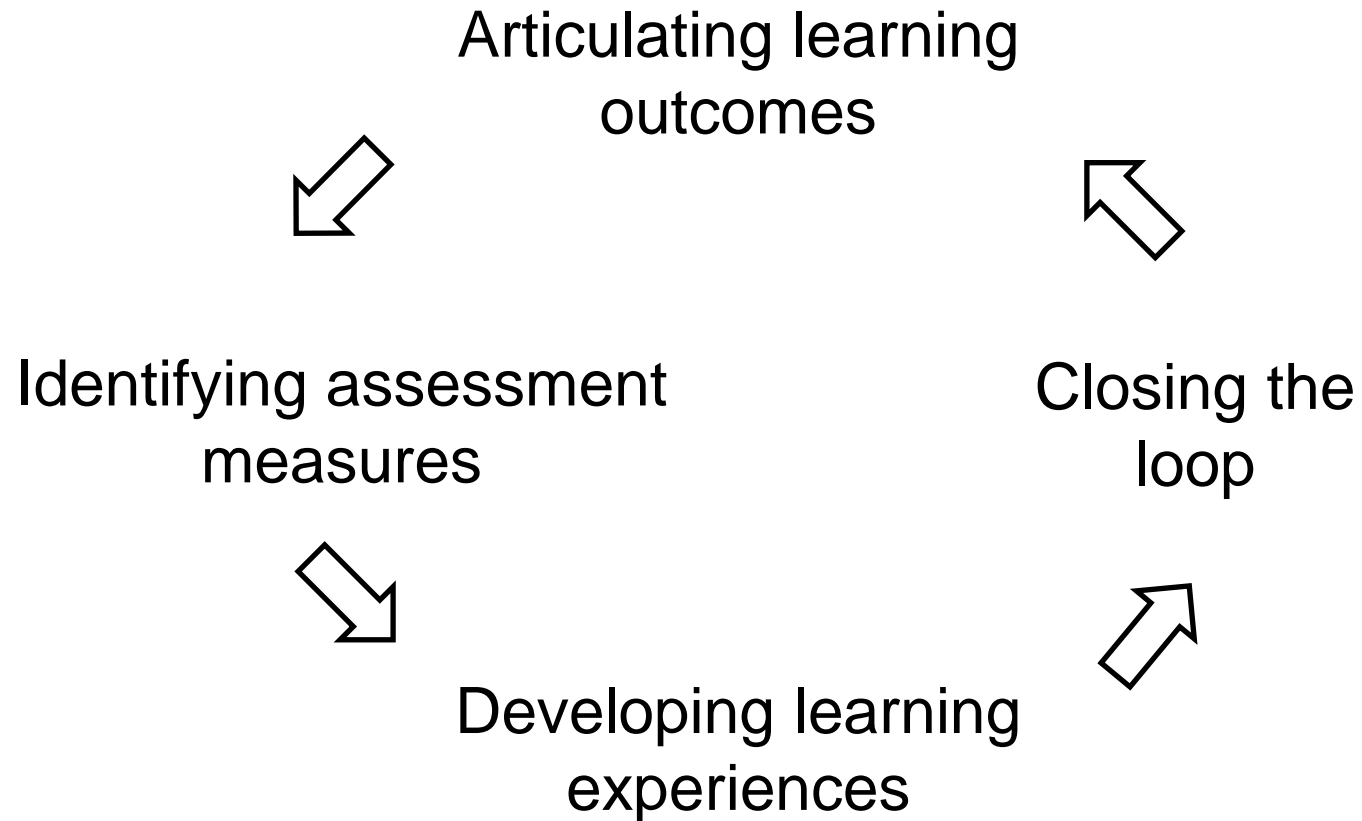 Articulating learning
outcomes
Identifying assessment
measures
Closing the
loop
Developing learning
experiences